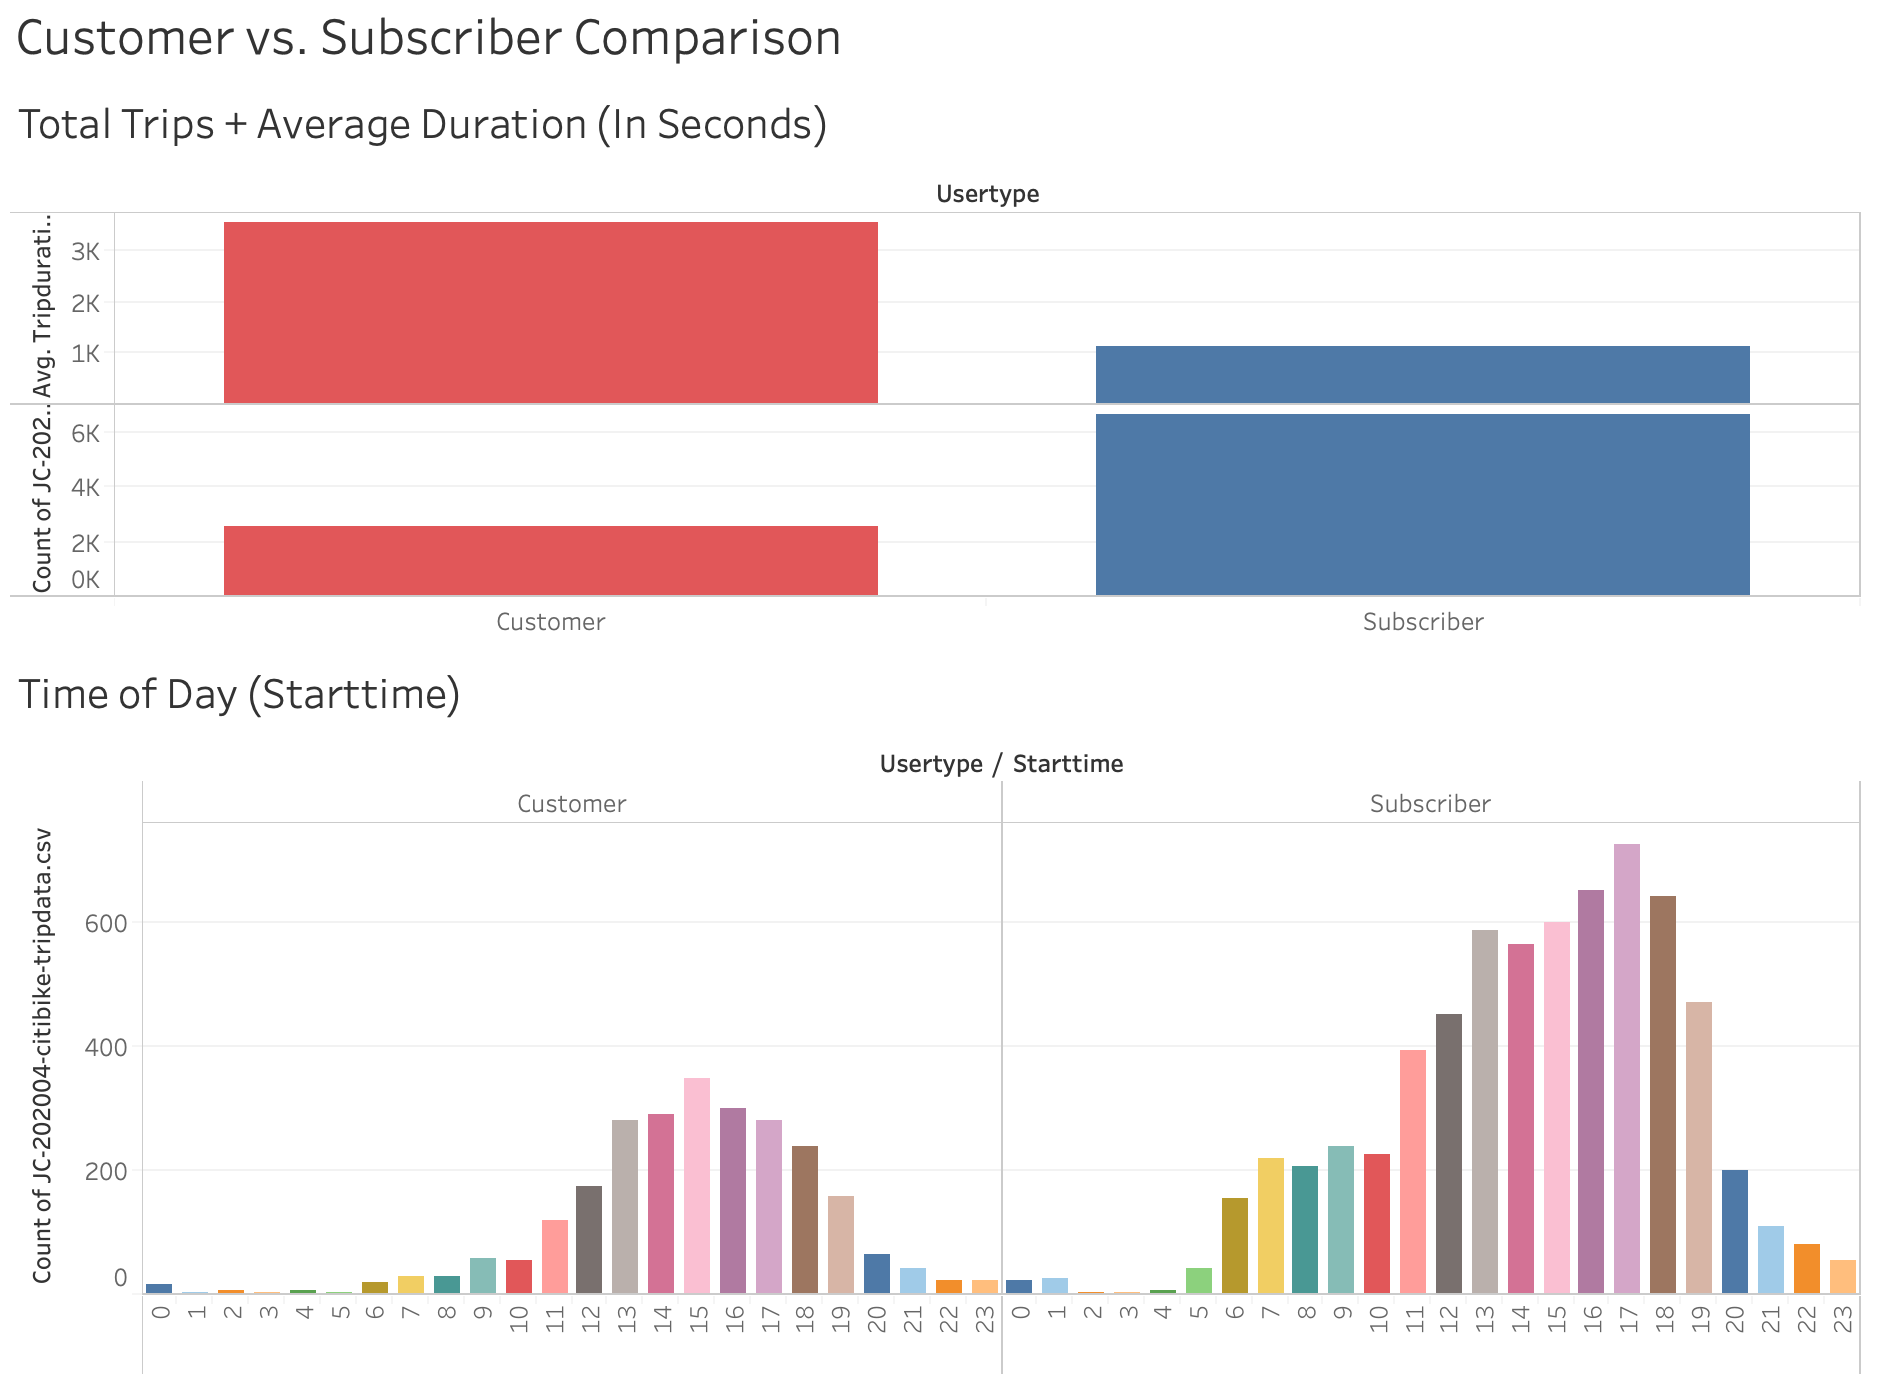 Customer vs. Subscriber Comparison
Total Trips + Average Duration (In Seconds)
Usertype
Avg. Tripdurati..
3K
2K
1K
Count of JC-202..
6K
4K
2K
0K
Customer Subscriber
Time of Day (Starttime)
Usertype / Starttime
Customer Subscriber
Count of JC-202004-citibike-tripdata.csv
600
400
200
0
0 1 2 3 4 5 6 7 8 9 10 11 12 13 14 15 16 17 18 19 20 21 22 23 0 1 2 3 4 5 6 7 8 9 10 11 12 13 14 15 16 17 18 19 20 21 22 23